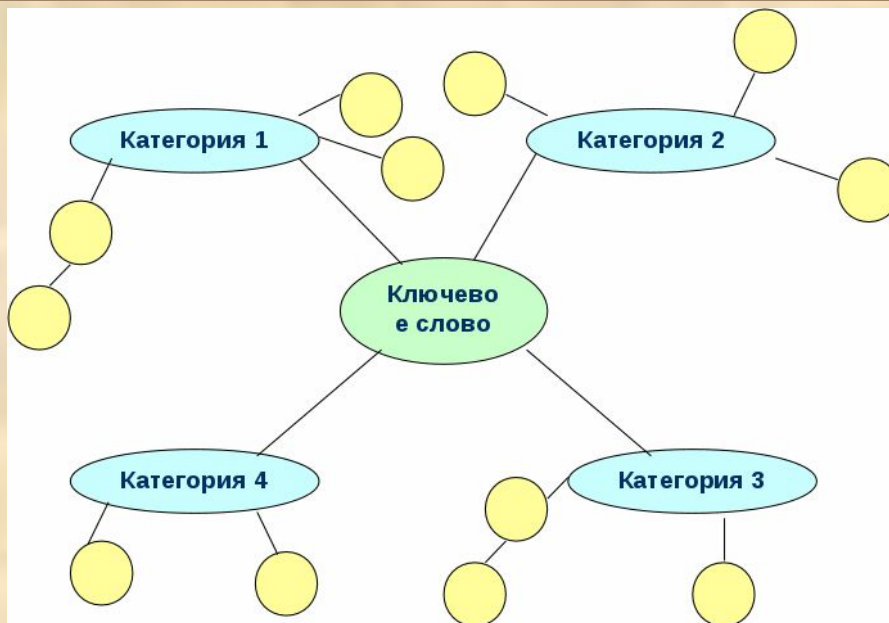 Категория 1
Категория 2
Ключево
е слово
Категория 4
Категория 3